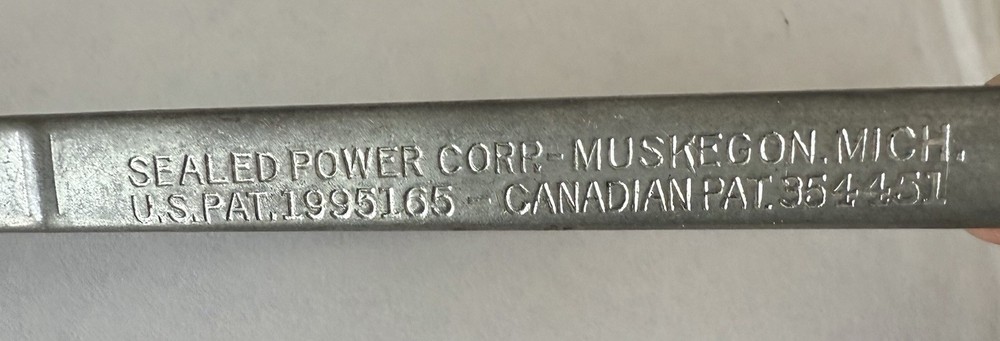 SEALED POWER CORP.-MUSKEGON. MICH.
U.S.PAT.1995165 - CANADIAN PAT.354451